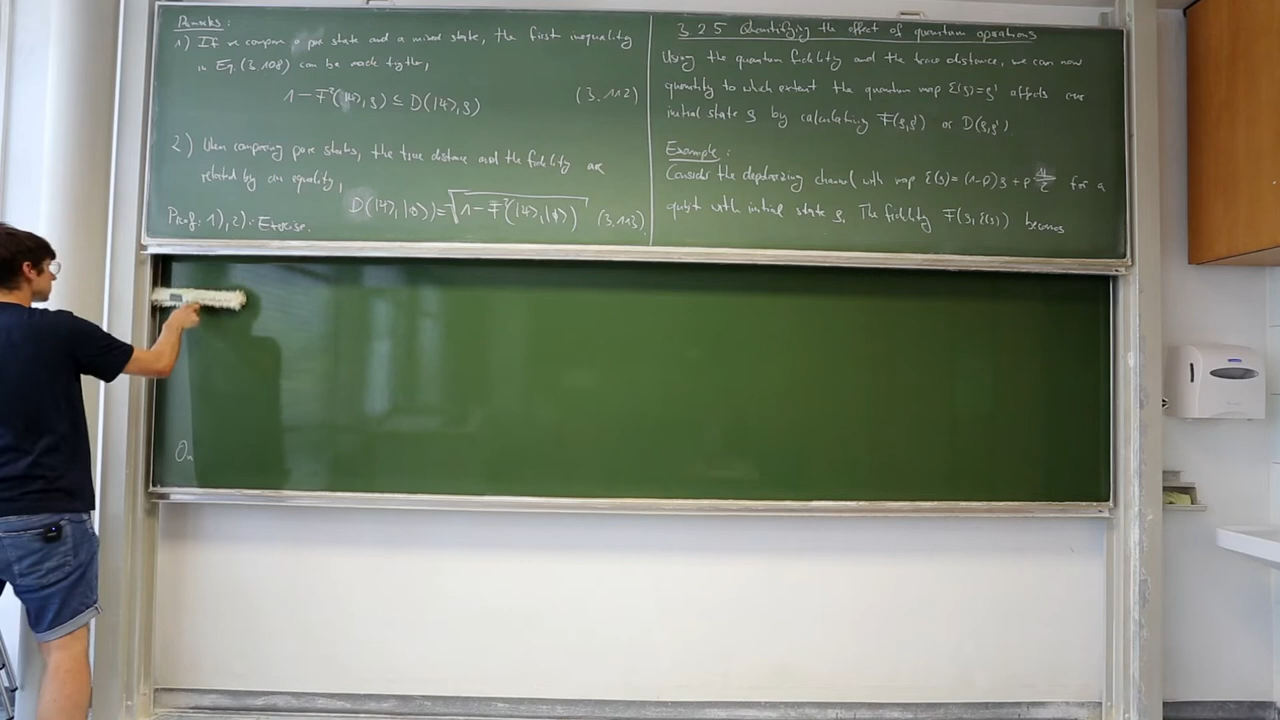 Remarks:
1) If we compare a pure state and a mixed state, the first inequality
in Eq. (3.108) can be made tighter,
1-F²(|ψ⟩,ρ) ≤ D(|ψ⟩,ρ) (3.112)
2) When comparing pure states, the trace distance and the fidelity are
related by an equality,
D(|ψ⟩,|φ⟩)=√1-F²(|ψ⟩,|φ⟩) (3.113)
Proof: 1), 2): Exercise.
3.2.5 Quantifying the effect of quantum operations
Using the quantum fidelity and the trace distance, we can now
quantify to which extent the quantum map ℰ(ρ)=ρ' affects our
initial state ρ by calculating F(ρ,ρ') or D(ρ,ρ').
Example:
Consider the depolarizing channel with map ℰ(ρ)=(1-p)ρ+p 𝟙/2 for a
qubit with initial state ρ. The fidelity F(ρ,ℰ(ρ)) becomes
On